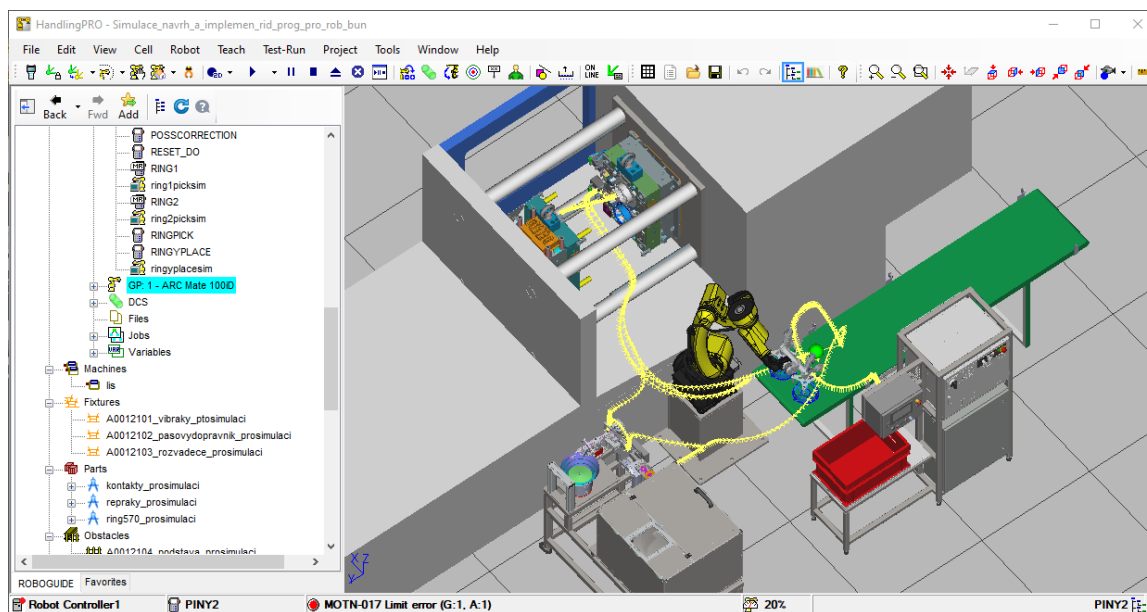 HandlingPRO - Simulace_navrh_a_implemen_rid_prog_pro_rob_bun
File Edit View Cell Robot Teach Test-Run Project Tools Window Help
ON LINE
Back Fwd Add
POSSCORRECTION
RESET_DO
RING1
ring1picksim
RING2
ring2picksim
RINGPICK
RINGYPLACE
ringyplacesim
GP: 1 - ARC Mate 100iD
DCS
Files
Jobs
Variables
Machines
lis
Fixtures
A0012101_vibraky_ptosimulaci
A0012102_pasovydopravnik_prosimulaci
A0012103_rozvadece_prosimulaci
Parts
kontakty_prosimulaci
repraky_prosimulaci
ring570_prosimulaci
Obstacles
A0012104_podstava_prosimulaci
ROBOGUIDE Favorites
X Z
Y
Robot Controller1 PINY2 MOTN-017 Limit error (G:1, A:1) 20% PINY2